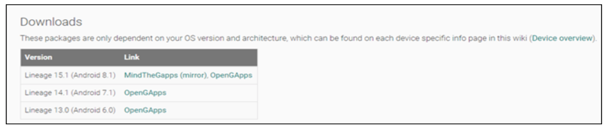 Downloads
These packages are only dependent on your OS version and architecture, which can be found on each device specific info page in this wiki (Device overview).
Version Link
Lineage 15.1 (Android 8.1) MindTheGapps (mirror), OpenGApps
Lineage 14.1 (Android 7.1) OpenGApps
Lineage 13.0 (Android 6.0) OpenGApps